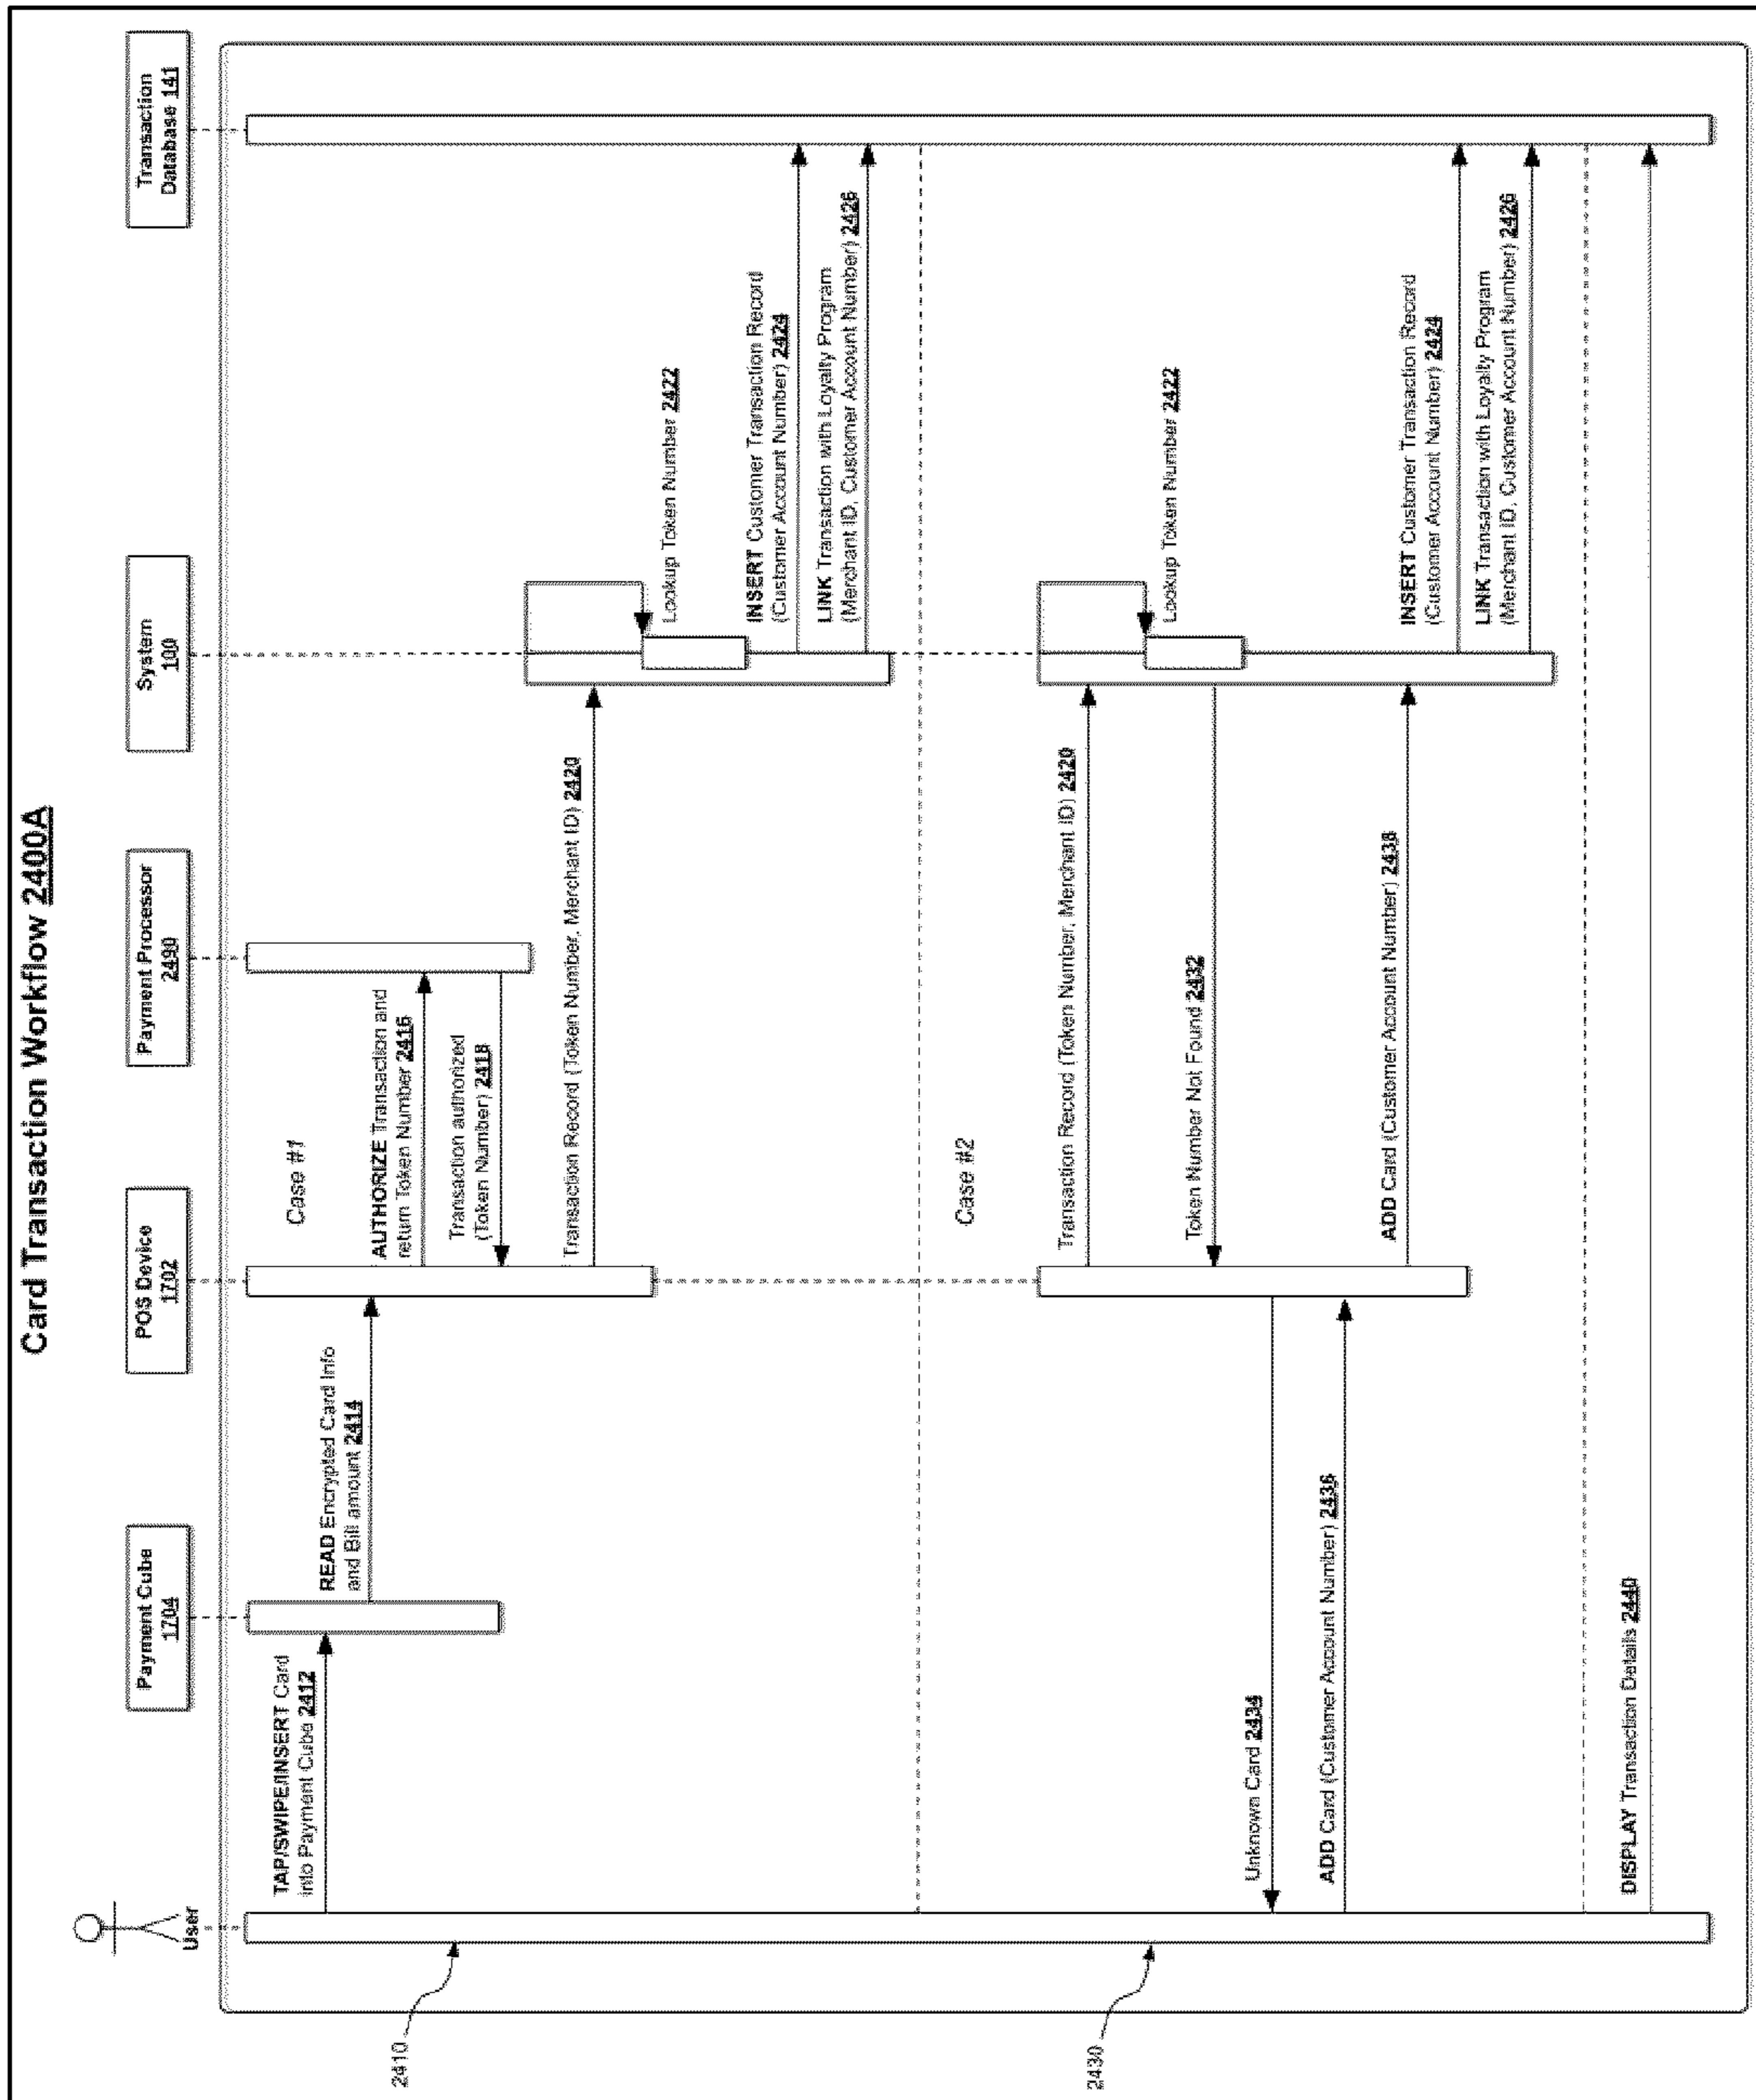 Card Transaction Workflow 2400A
User
Payment Cube
1704
POS Device
1702
Payment Processor
2490
System
100
Transaction
Database 141
2410
Case #1
TAP/SWIPE/INSERT Card
into Payment Cube 2412
READ Encrypted Card Info
and Bill amount 2414
AUTHORIZE Transaction and
return Token Number 2416
Transaction authorized
(Token Number) 2418
Transaction Record (Token Number, Merchant ID) 2420
Lookup Token Number 2422
INSERT Customer Transaction Record
(Customer Account Number) 2424
LINK Transaction with Loyalty Program
(Merchant ID, Customer Account Number) 2426
2430
Case #2
Transaction Record (Token Number, Merchant ID) 2420
Lookup Token Number 2422
Token Number Not Found 2432
Unknown Card 2434
ADD Card (Customer Account Number) 2436
ADD Card (Customer Account Number) 2438
INSERT Customer Transaction Record
(Customer Account Number) 2424
LINK Transaction with Loyalty Program
(Merchant ID, Customer Account Number) 2426
DISPLAY Transaction Details 2440